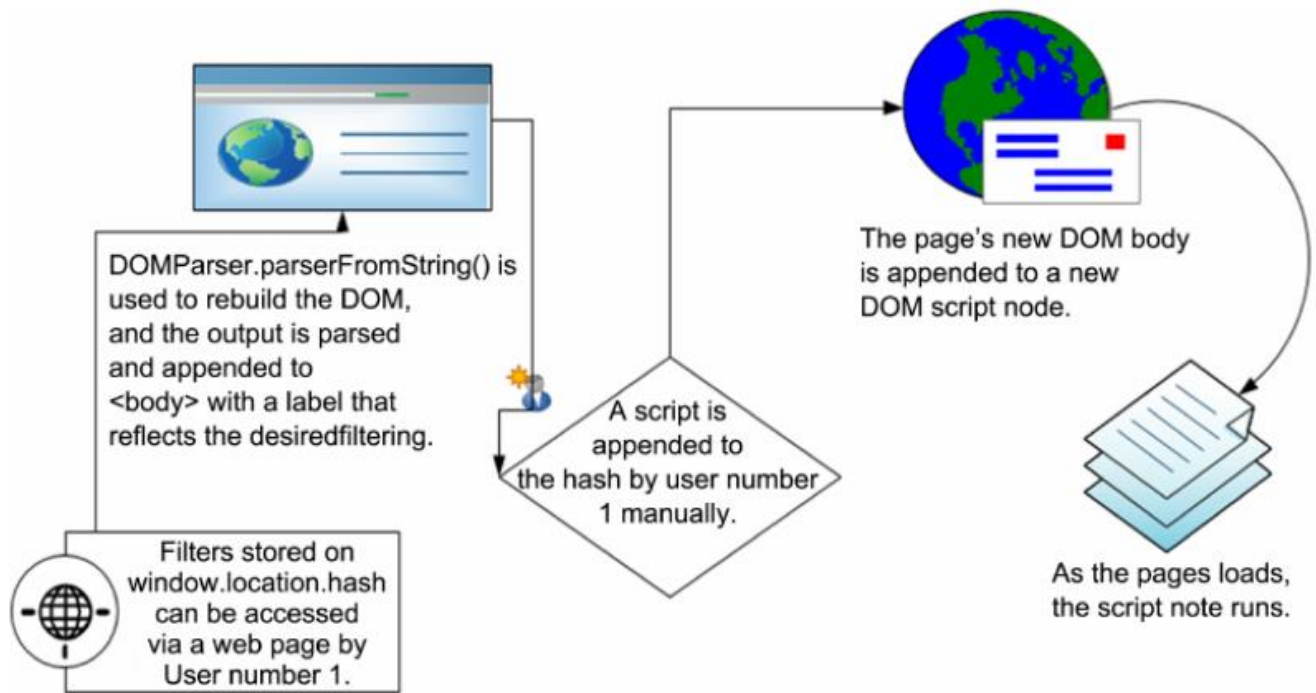 DOMParser.parserFromString() is
used to rebuild the DOM,
and the output is parsed
and appended to
<body> with a label that
reflects the desiredfiltering.
Filters stored on
window.location.hash
can be accessed
via a web page by
User number 1.
A script is
appended to
the hash by user number
1 manually.
The page's new DOM body
is appended to a new
DOM script node.
As the pages loads,
the script note runs.